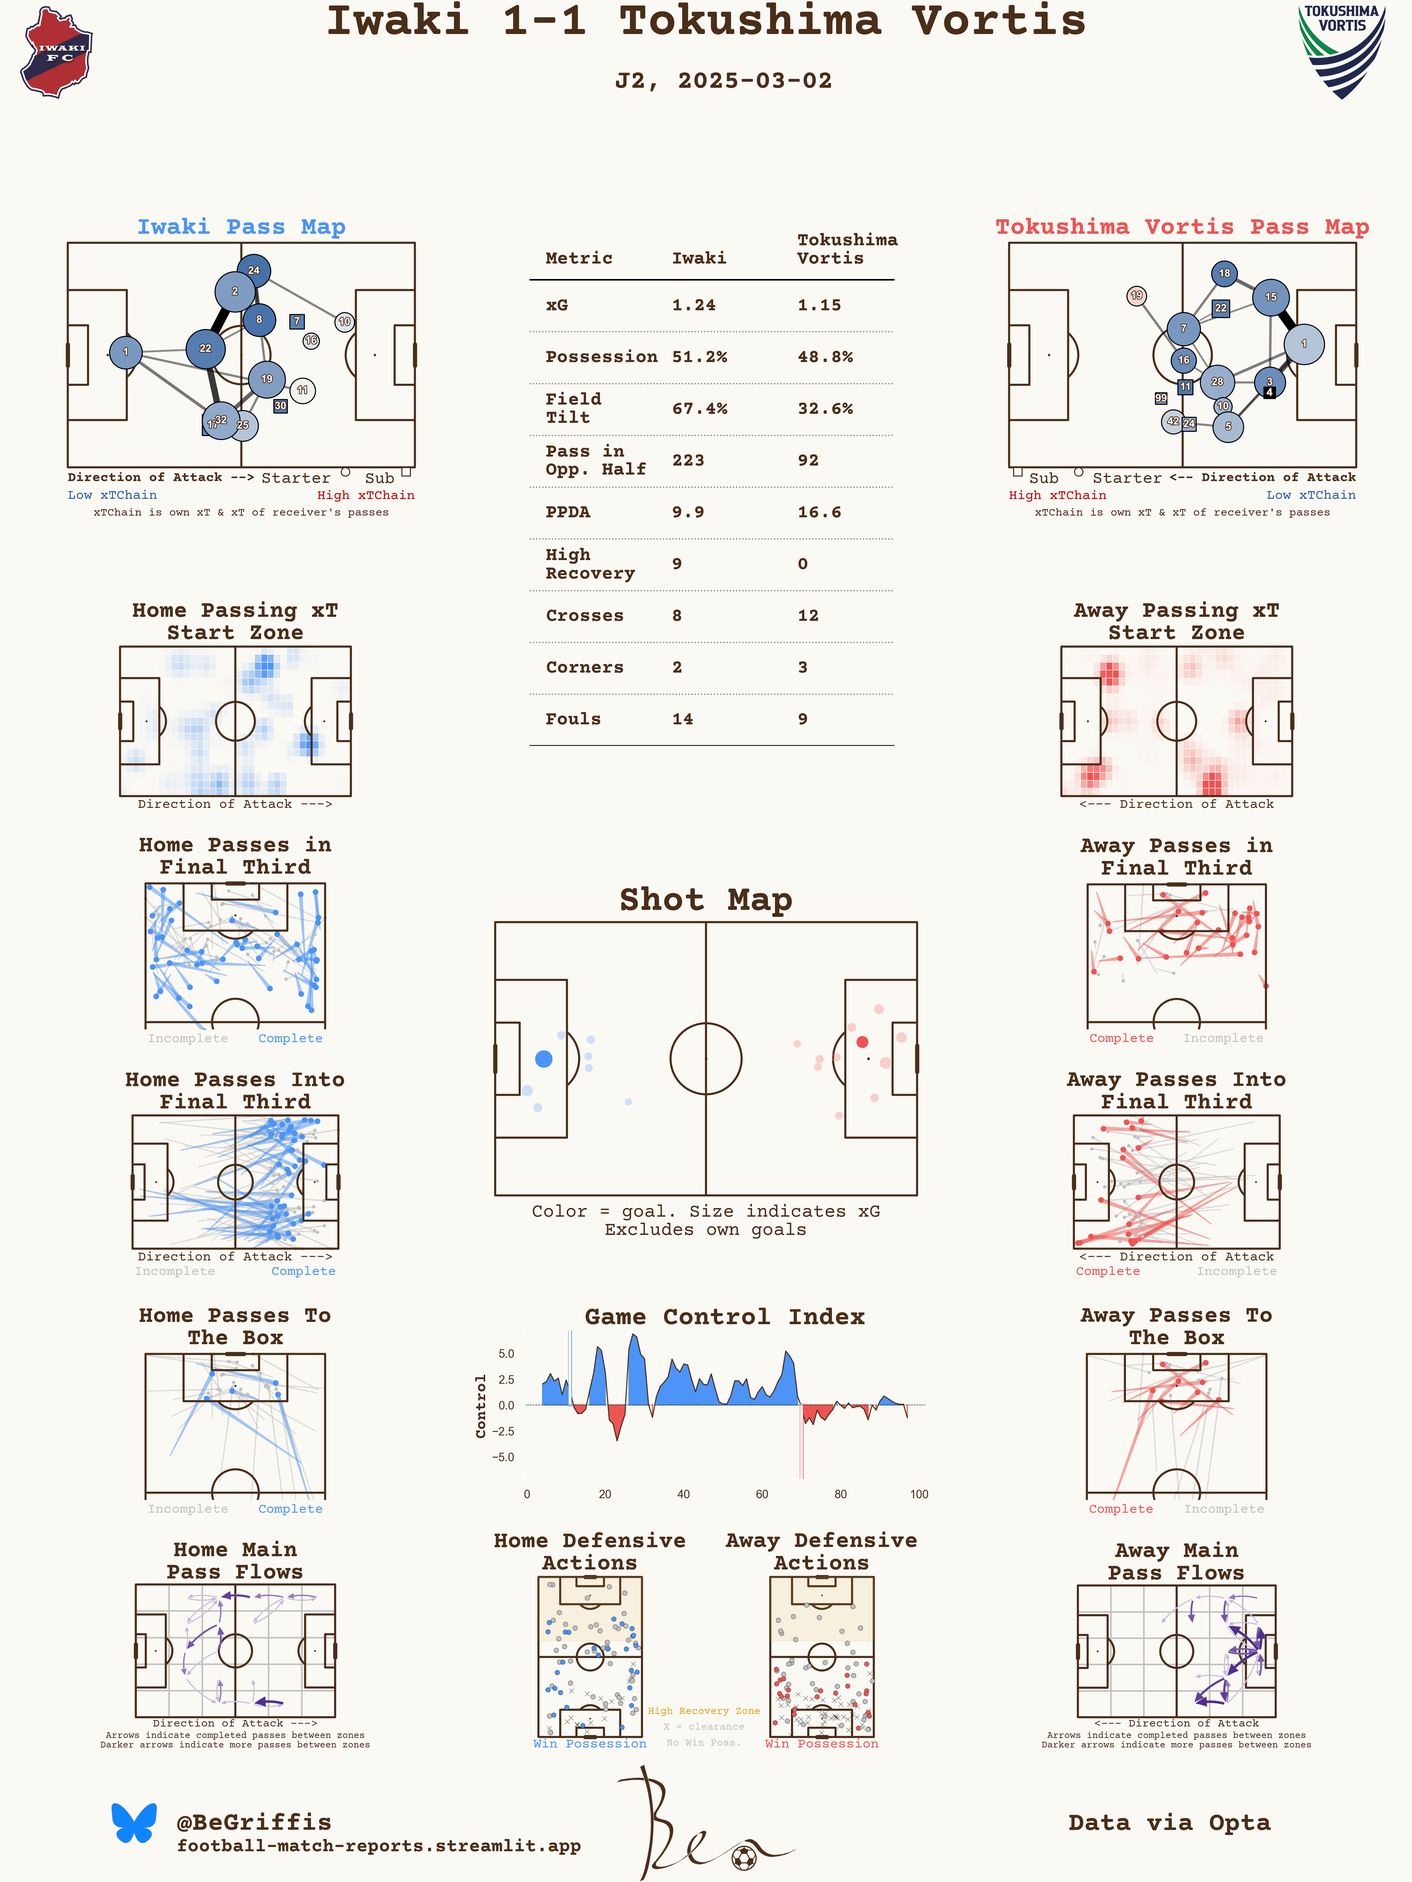 Iwaki 1-1 Tokushima Vortis
J2, 2025-03-02
IWAKI
FC
TOKUSHIMA
VORTIS
Iwaki Pass Map
24
2
8
7
10
16
22
1
19
11
30
17
32
25
Direction of Attack --> Starter Sub
Low xTChain High xTChain
xTChain is own xT & xT of receiver's passes
Metric Iwaki Tokushima
Vortis
xG 1.24 1.15
Possession 51.2% 48.8%
Field
Tilt 67.4% 32.6%
Pass in
Opp. Half 223 92
PPDA 9.9 16.6
High
Recovery 9 0
Crosses 8 12
Corners 2 3
Fouls 14 9
Tokushima Vortis Pass Map
18
19
15
22
7
1
16
28
3
11
4
99
10
42
24
5
Sub Starter <-- Direction of Attack
High xTChain Low xTChain
xTChain is own xT & xT of receiver's passes
Home Passing xT
Start Zone
Direction of Attack --->
Away Passing xT
Start Zone
<--- Direction of Attack
Home Passes in
Final Third
Incomplete Complete
Away Passes in
Final Third
Complete Incomplete
Shot Map
Color = goal. Size indicates xG
Excludes own goals
Home Passes Into
Final Third
Direction of Attack --->
Incomplete Complete
Away Passes Into
Final Third
<--- Direction of Attack
Complete Incomplete
Home Passes To
The Box
Incomplete Complete
Game Control Index
Control
5.0
2.5
0.0
−2.5
−5.0
0 20 40 60 80 100
Away Passes To
The Box
Complete Incomplete
Home Main
Pass Flows
Direction of Attack --->
Arrows indicate completed passes between zones
Darker arrows indicate more passes between zones
Home Defensive
Actions
Win Possession
High Recovery Zone
X = clearance
No Win Poss.
Away Defensive
Actions
Win Possession
Away Main
Pass Flows
<--- Direction of Attack
Arrows indicate completed passes between zones
Darker arrows indicate more passes between zones
@BeGriffis
football-match-reports.streamlit.app
Ben
Data via Opta